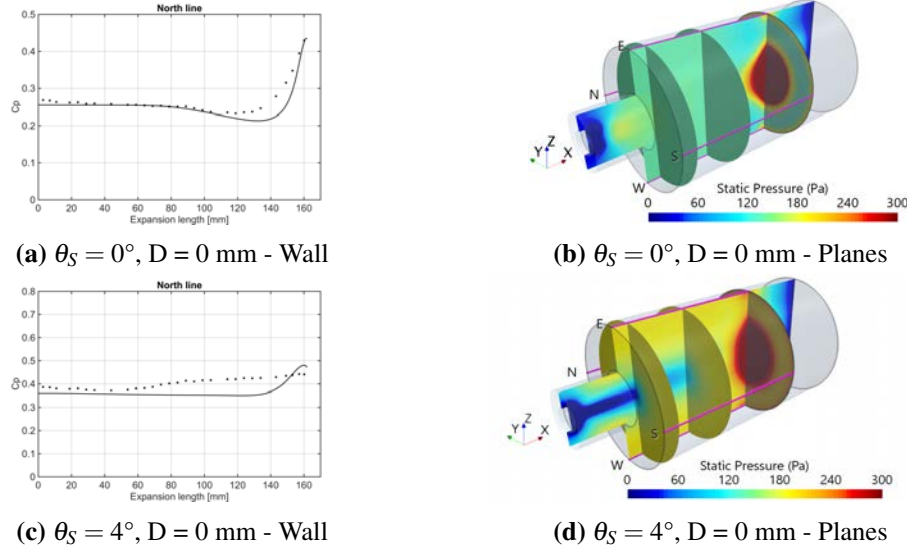 North line
0.5
0.4
0.3
0.2
0.1
0
Cp
0 20 40 60 80 100 120 140 160
Expansion length [mm]
(a) θ_S = 0°, D = 0 mm - Wall
E
N
S
W
Z
Y X
Static Pressure (Pa)
0 60 120 180 240 300
(b) θ_S = 0°, D = 0 mm - Planes
North line
0.8
0.7
0.6
0.5
0.4
0.3
0.2
0.1
0
Cp
0 20 40 60 80 100 120 140 160
Expansion length [mm]
(c) θ_S = 4°, D = 0 mm - Wall
E
N
S
W
Z
Y X
Static Pressure (Pa)
0 60 120 180 240 300
(d) θ_S = 4°, D = 0 mm - Planes